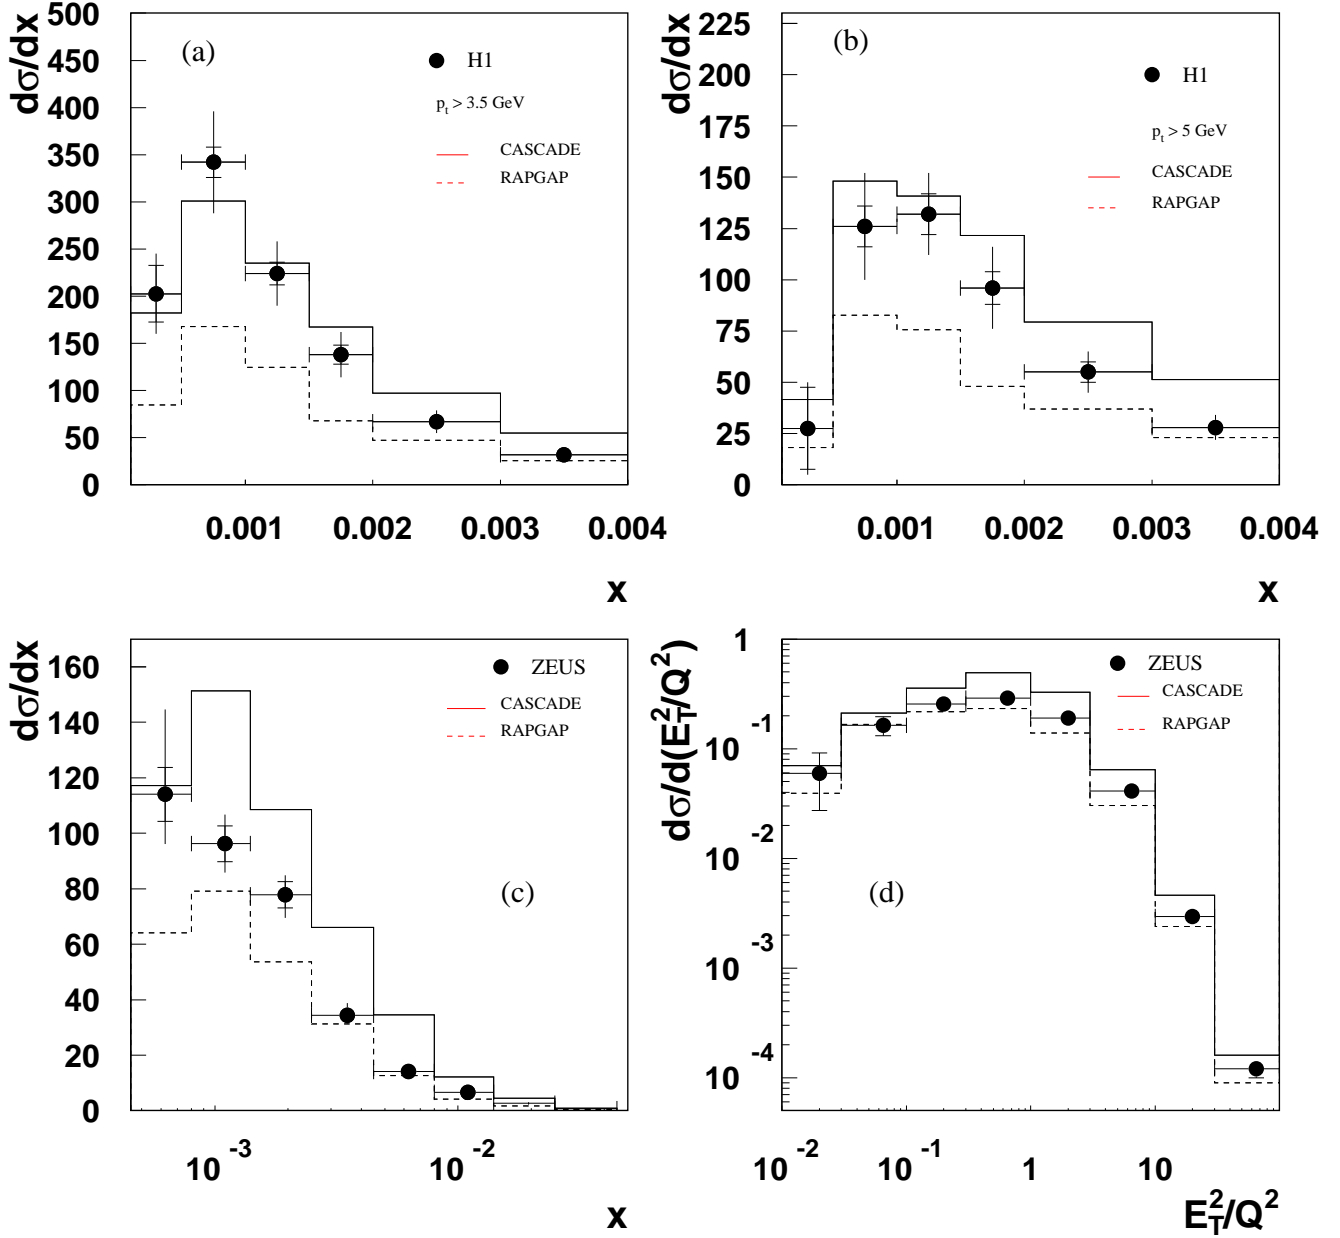 dσ/dx
500
450
400
350
300
250
200
150
100
50
0
(a)
H1
p_t > 3.5 GeV
CASCADE
RAPGAP
0.001
0.002
0.003
0.004
x
dσ/dx
225
200
175
150
125
100
75
50
25
0
(b)
H1
p_t > 5 GeV
CASCADE
RAPGAP
0.001
0.002
0.003
0.004
x
dσ/dx
160
140
120
100
80
60
40
20
0
ZEUS
CASCADE
RAPGAP
(c)
10^-3
10^-2
x
dσ/d(E_T^2/Q^2)
1
10^-1
10^-2
10^-3
10^-4
ZEUS
CASCADE
RAPGAP
(d)
10^-2
10^-1
1
10
E_T^2/Q^2